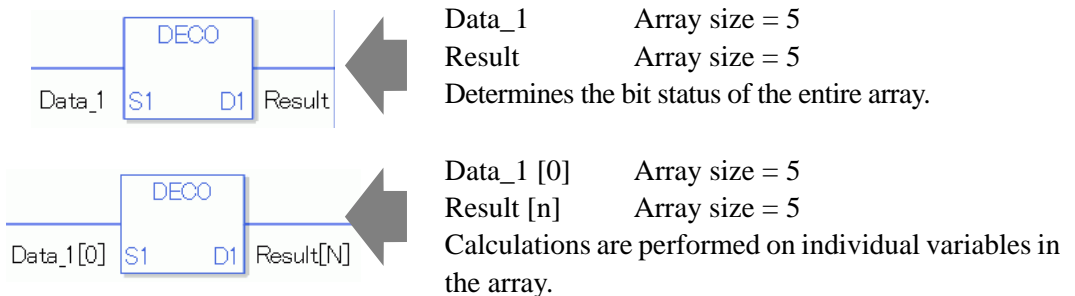 DECO
Data_1 S1 D1 Result
Data_1 Array size = 5
Result Array size = 5
Determines the bit status of the entire array.
DECO
Data_1[0] S1 D1 Result[N]
Data_1 [0] Array size = 5
Result [n] Array size = 5
Calculations are performed on individual variables in
the array.